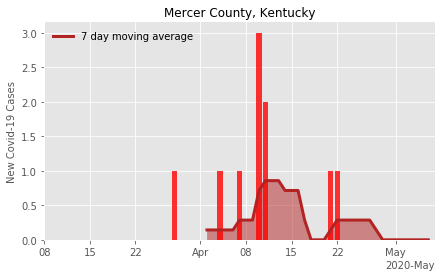 Mercer County, Kentucky
7 day moving average
New Covid-19 Cases
3.0
2.5
2.0
1.5
1.0
0.5
0.0
08 15 22 Apr 08 15 22 May
2020-May